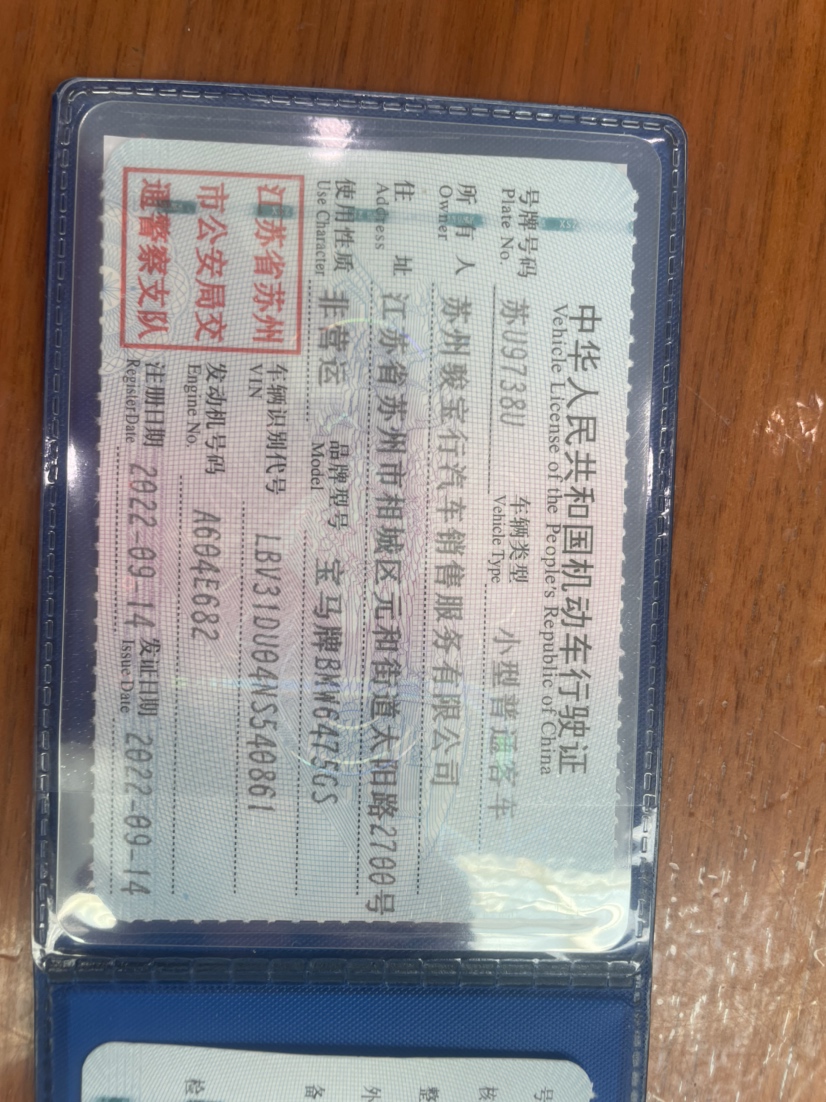 中华人民共和国机动车行驶证
Vehicle License of the People's Republic of China
号牌号码 苏U9738U 车辆类型 小型普通客车
Plate No. Vehicle Type
所有人 苏州骏宝行汽车销售服务有限公司
Owner
住址 江苏省苏州市相城区元和街道太阳路2700号
Address
使用性质 非营运 品牌型号 宝马牌BMW6475GS
Use Character Model
江苏省苏州
市公安局交
通警察支队
车辆识别代号 LBV31DU04NS540861
VIN
发动机号码 A604E682
Engine No.
注册日期 2022-09-14 发证日期 2022-09-14
Register Date Issue Date
号
核
整
外
备
检